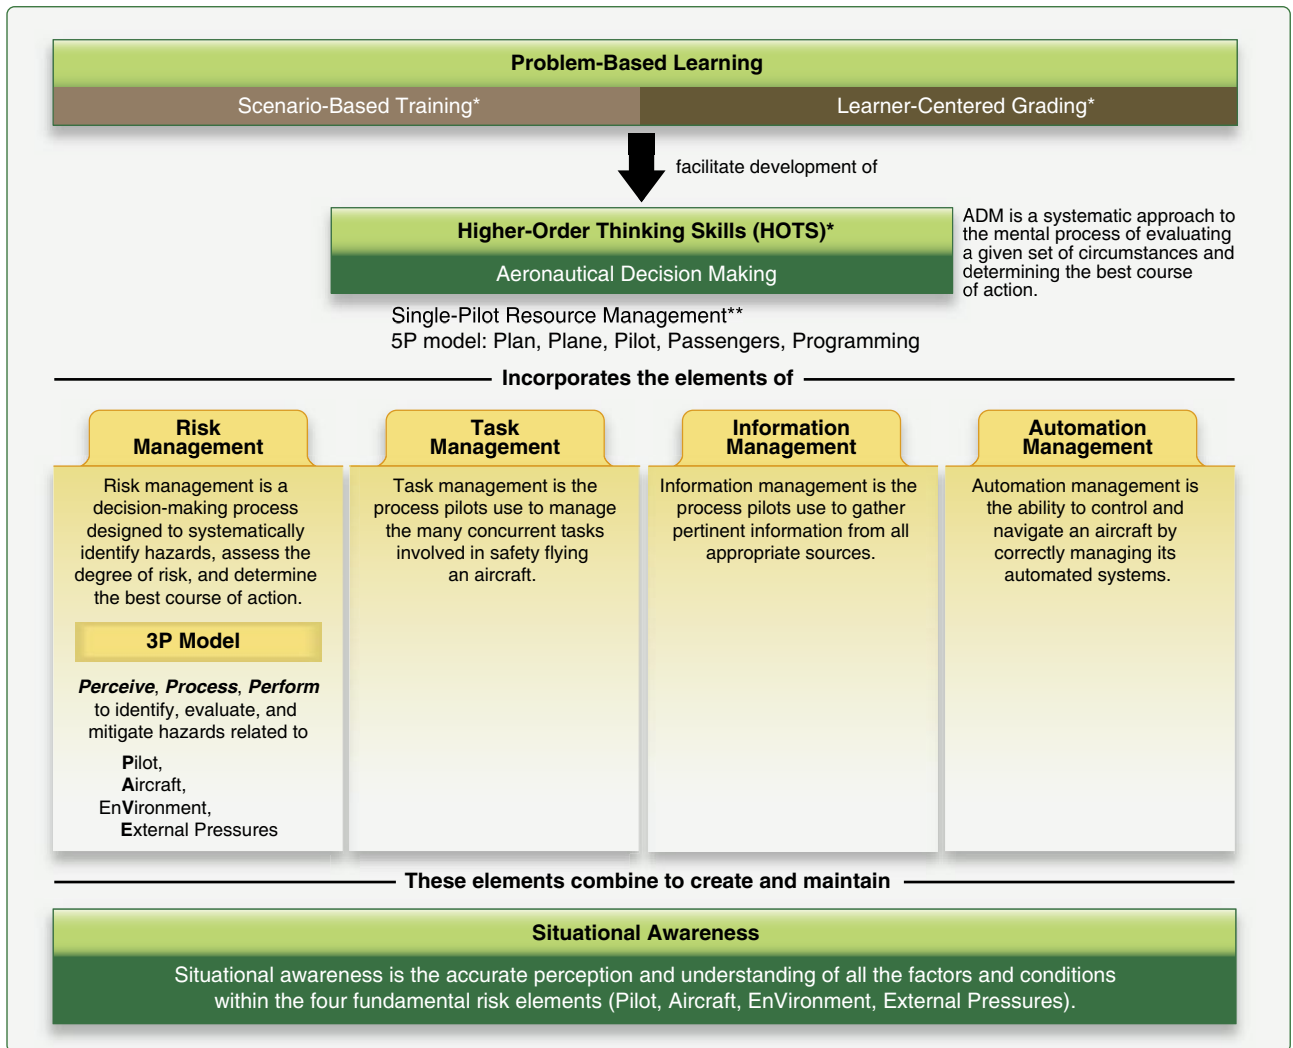 Problem-Based Learning
Scenario-Based Training*
Learner-Centered Grading*
facilitate development of
Higher-Order Thinking Skills (HOTS)*
Aeronautical Decision Making
ADM is a systematic approach to
the mental process of evaluating
a given set of circumstances and
determining the best course
of action.
Single-Pilot Resource Management**
5P model: Plan, Plane, Pilot, Passengers, Programming
Incorporates the elements of
Risk
Management
Risk management is a
decision-making process
designed to systematically
identify hazards, assess the
degree of risk, and determine
the best course of action.
3P Model
Perceive, Process, Perform
to identify, evaluate, and
mitigate hazards related to
Pilot,
Aircraft,
EnVironment,
External Pressures
Task
Management
Task management is the
process pilots use to manage
the many concurrent tasks
involved in safety flying
an aircraft.
Information
Management
Information management is the
process pilots use to gather
pertinent information from all
appropriate sources.
Automation
Management
Automation management is
the ability to control and
navigate an aircraft by
correctly managing its
automated systems.
These elements combine to create and maintain
Situational Awareness
Situational awareness is the accurate perception and understanding of all the factors and conditions
within the four fundamental risk elements (Pilot, Aircraft, EnVironment, External Pressures).